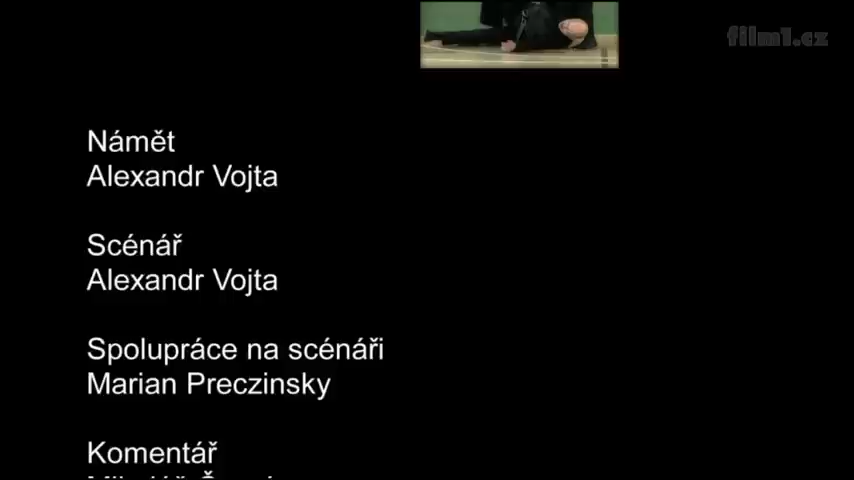 film1.cz
Námět
Alexandr Vojta
Scénář
Alexandr Vojta
Spolupráce na scénáři
Marian Preczinsky
Komentář